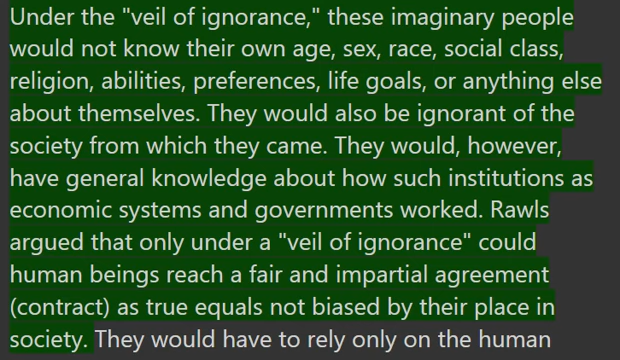 Under the "veil of ignorance," these imaginary people
would not know their own age, sex, race, social class,
religion, abilities, preferences, life goals, or anything else
about themselves. They would also be ignorant of the
society from which they came. They would, however,
have general knowledge about how such institutions as
economic systems and governments worked. Rawls
argued that only under a "veil of ignorance" could
human beings reach a fair and impartial agreement
(contract) as true equals not biased by their place in
society. They would have to rely only on the human